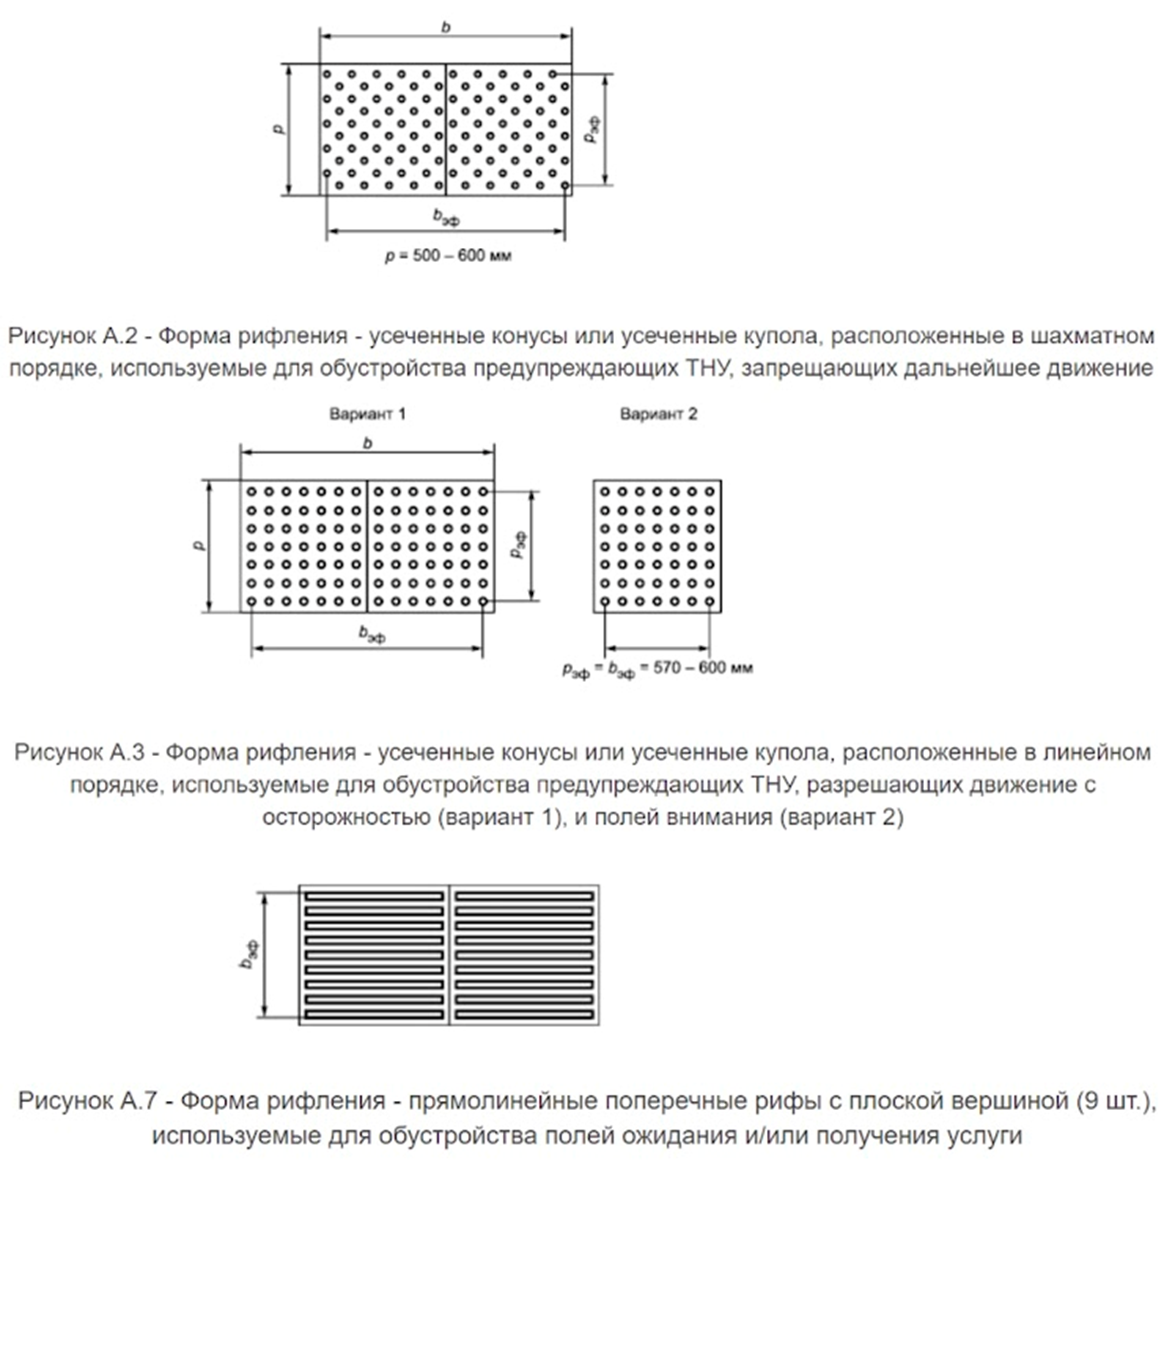 b
p
pэф
bэф
p = 500 – 600 мм
Рисунок А.2 - Форма рифления - усеченные конусы или усеченные купола, расположенные в шахматном
порядке, используемые для обустройства предупреждающих ТНУ, запрещающих дальнейшее движение
Вариант 1
Вариант 2
b
p
pэф
bэф
pэф = bэф = 570 – 600 мм
Рисунок А.3 - Форма рифления - усеченные конусы или усеченные купола, расположенные в линейном
порядке, используемые для обустройства предупреждающих ТНУ, разрешающих движение с
осторожностью (вариант 1), и полей внимания (вариант 2)
bэф
Рисунок А.7 - Форма рифления - прямолинейные поперечные рифы с плоской вершиной (9 шт.),
используемые для обустройства полей ожидания и/или получения услуги